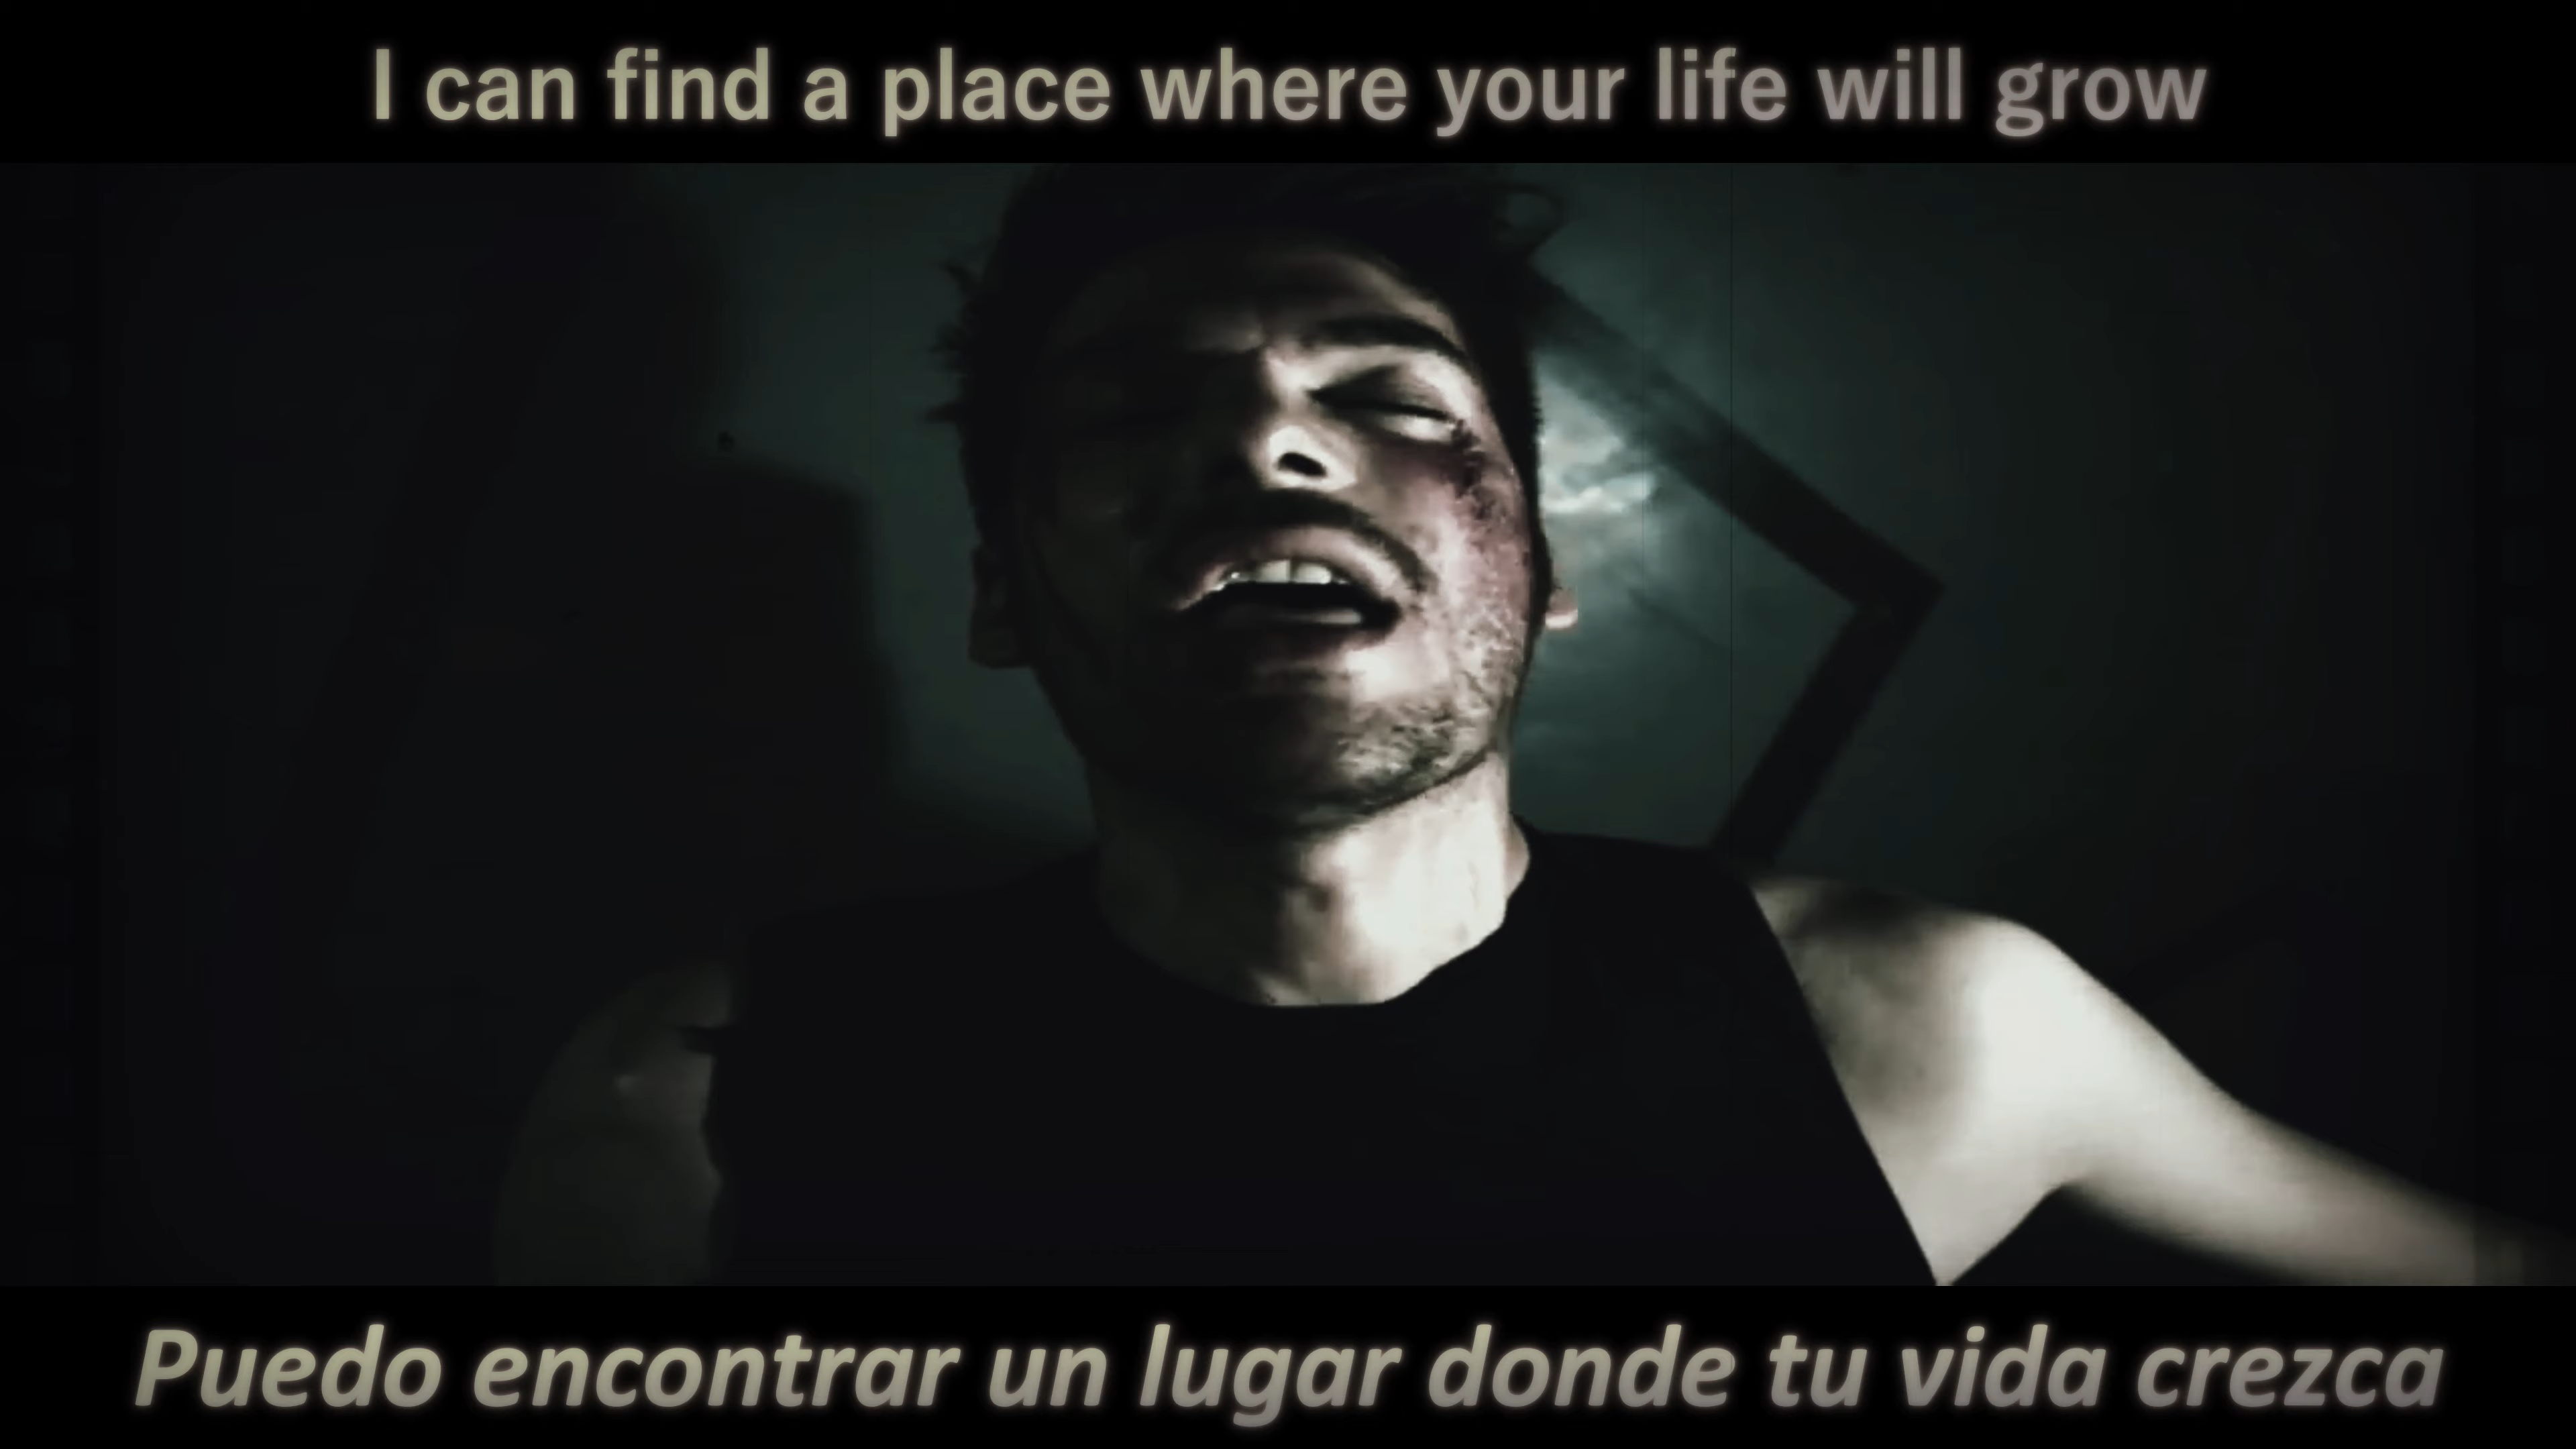 I can find a place where your life will grow
Puedo encontrar un lugar donde tu vida crezca